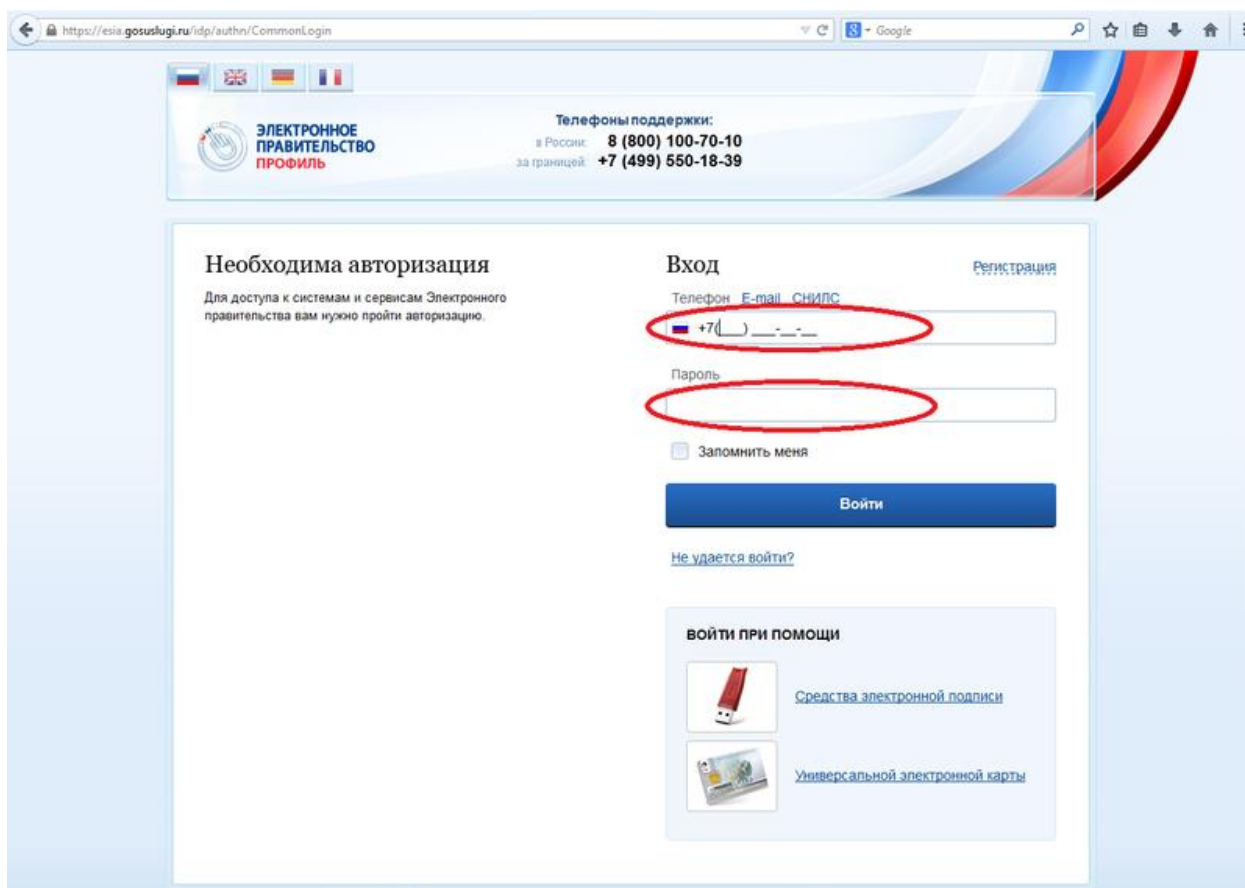 https://esia.gosuslugi.ru/idp/authn/CommonLogin
Google
ЭЛЕКТРОННОЕ
ПРАВИТЕЛЬСТВО
ПРОФИЛЬ
Телефоны поддержки:
в России: 8 (800) 100-70-10
за границей: +7 (499) 550-18-39
Необходима авторизация
Для доступа к системам и сервисам Электронного
правительства вам нужно пройти авторизацию.
Вход
Регистрация
Телефон E-mail СНИЛС
+7(___) ___-__-__
Пароль
Запомнить меня
Войти
Не удается войти?
ВОЙТИ ПРИ ПОМОЩИ
Средства электронной подписи
Универсальной электронной карты